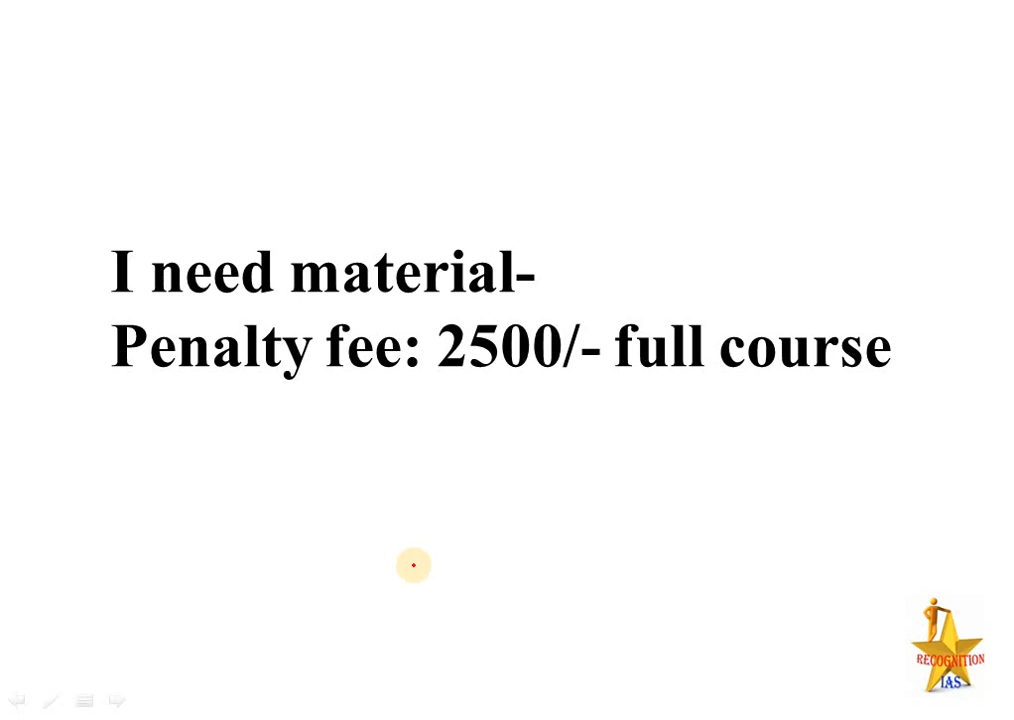 I need material-
Penalty fee: 2500/- full course
RECOGNITION
IAS